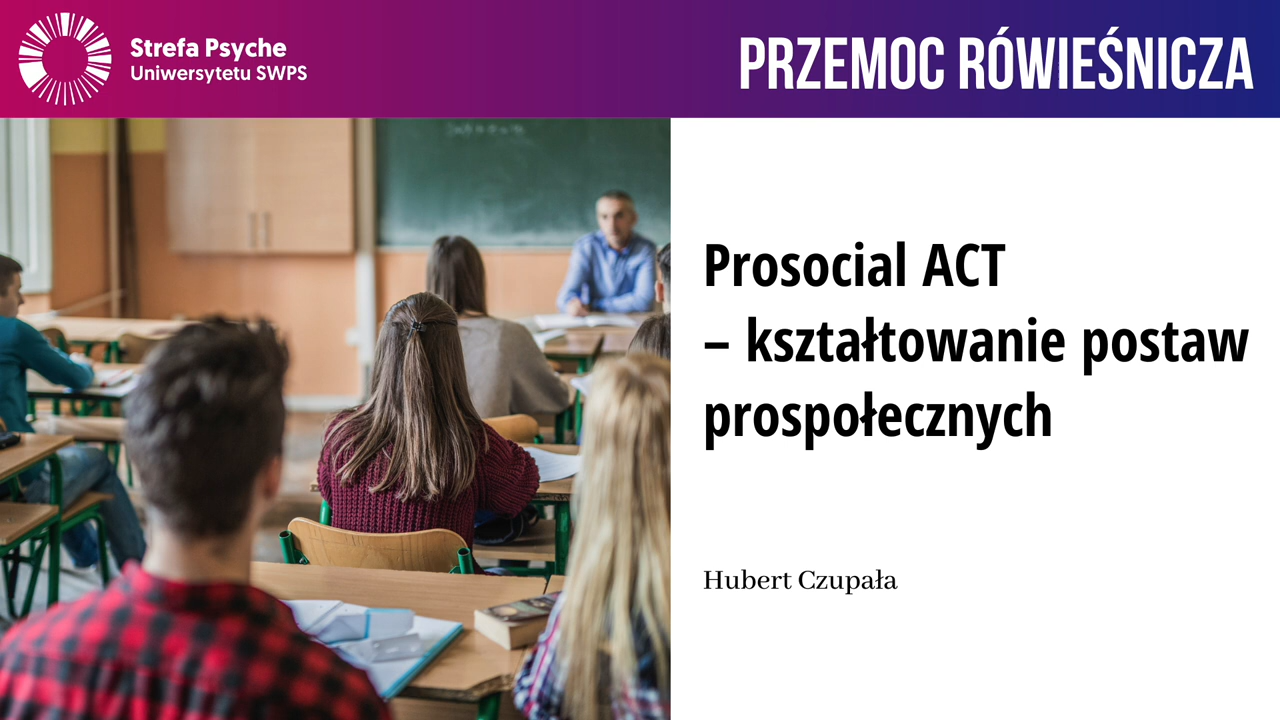 Strefa Psyche
Uniwersytetu SWPS
PRZEMOC RÓWIEŚNICZA
Prosocial ACT
– kształtowanie postaw
prospołecznych
Hubert Czupała